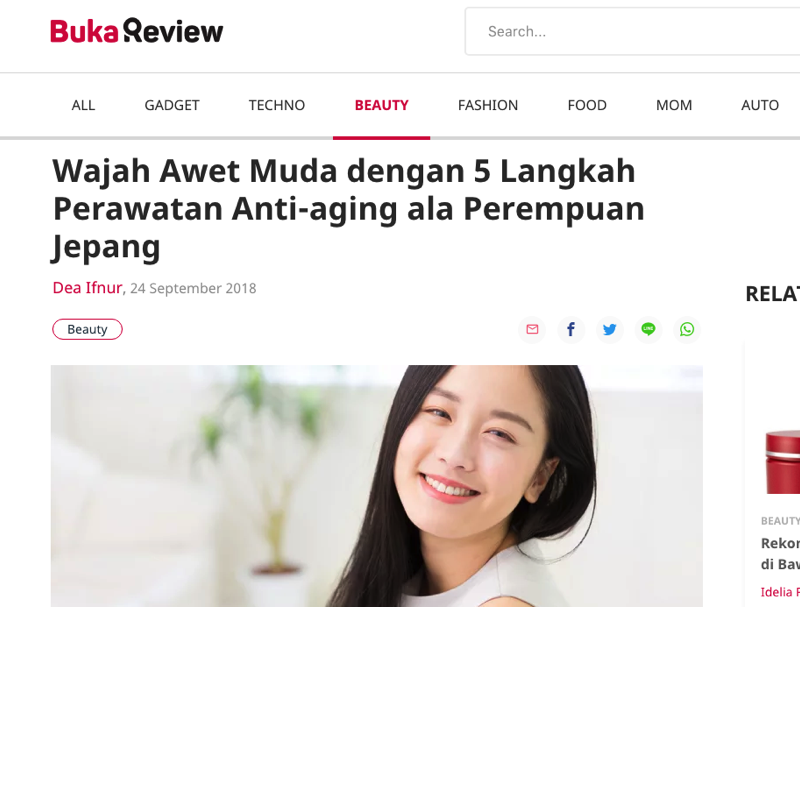 BukaReview
Search...
ALL GADGET TECHNO BEAUTY FASHION FOOD MOM AUTO
Wajah Awet Muda dengan 5 Langkah
Perawatan Anti-aging ala Perempuan
Jepang
Dea Ifnur, 24 September 2018
Beauty
LINE
RELAT
BEAUTY
Rekor
di Baw
Idelia